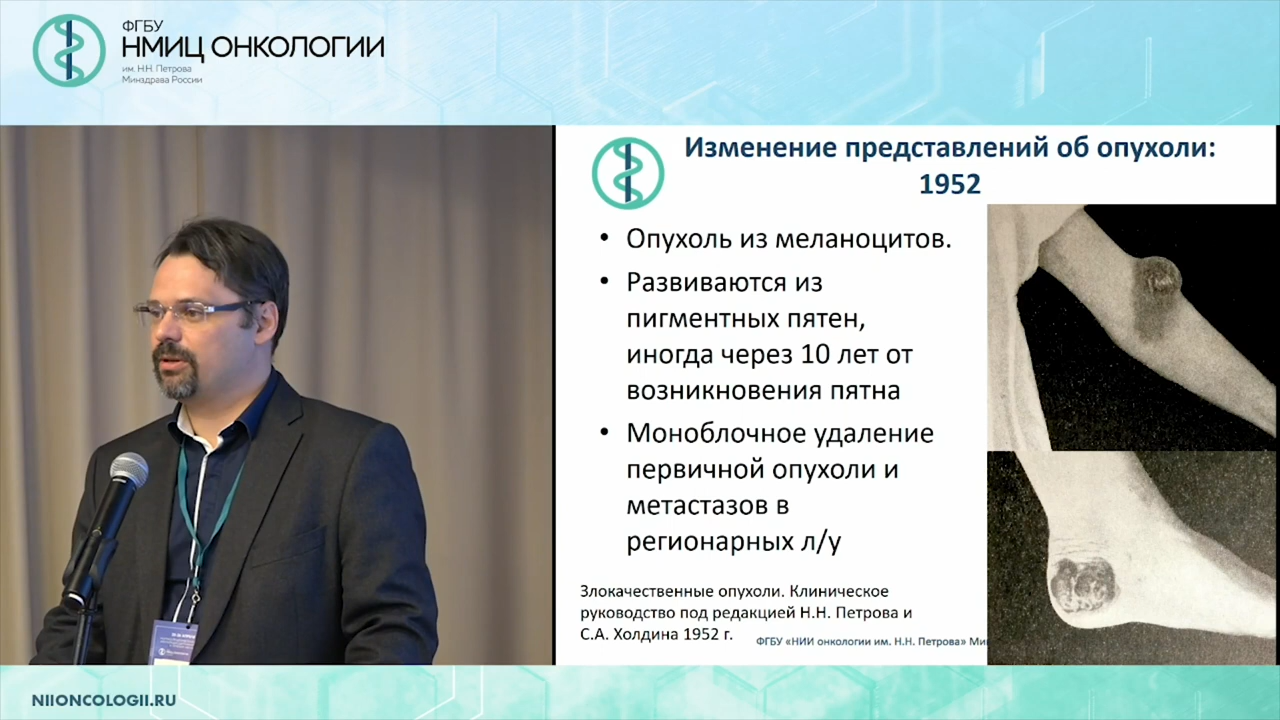 ФГБУ
НМИЦ ОНКОЛОГИИ
им. Н.Н. Петрова
Минздрава России
Изменение представлений об опухоли:
1952
• Опухоль из меланоцитов.
• Развиваются из
пигментных пятен,
иногда через 10 лет от
возникновения пятна
• Моноблочное удаление
первичной опухоли и
метастазов в
регионарных л/у
Злокачественные опухоли. Клиническое
руководство под редакцией Н.Н. Петрова и
С.А. Холдина 1952 г.
ФГБУ «НИИ онкологии им. Н.Н. Петрова» Мин
NIIONCOLOGII.RU